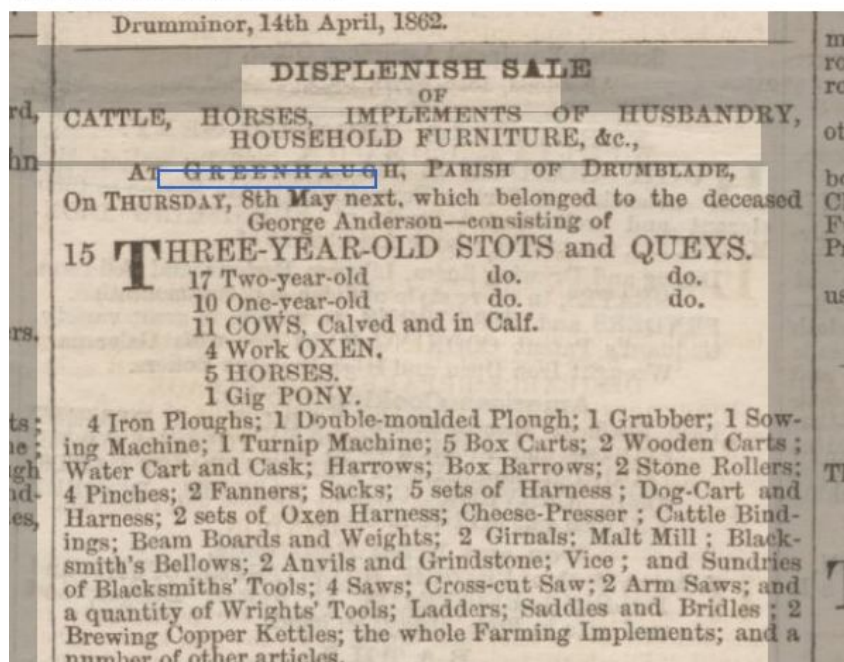 Drumminor, 14th April, 1862.
DISPLENISH SALE
OF
CATTLE, HORSES, IMPLEMENTS OF HUSBANDRY,
HOUSEHOLD FURNITURE, &c.,
At GREENHAUGH, Parish of Drumblade,
On Thursday, 8th May next, which belonged to the deceased
George Anderson—consisting of
15 THREE-YEAR-OLD STOTS and QUEYS.
17 Two-year-old do. do.
10 One-year-old do. do.
11 COWS, Calved and in Calf.
4 Work OXEN.
5 HORSES.
1 Gig PONY.
4 Iron Ploughs; 1 Double-moulded Plough; 1 Grubber; 1 Sow-
ing Machine; 1 Turnip Machine; 5 Box Carts; 2 Wooden Carts;
Water Cart and Cask; Harrows; Box Barrows; 2 Stone Rollers;
4 Pinches; 2 Fanners; Sacks; 5 sets of Harness; Dog-Cart and
Harness; 2 sets of Oxen Harness; Cheese-Presser; Cattle Bind-
ings; Beam Boards and Weights; 2 Girnals; Malt Mill; Black-
smith's Bellows; 2 Anvils and Grindstone; Vice; and Sundries
of Blacksmiths' Tools; 4 Saws; Cross-cut Saw; 2 Arm Saws; and
a quantity of Wrights' Tools; Ladders; Saddles and Bridles; 2
Brewing Copper Kettles; the whole Farming Implements; and a
number of other articles.